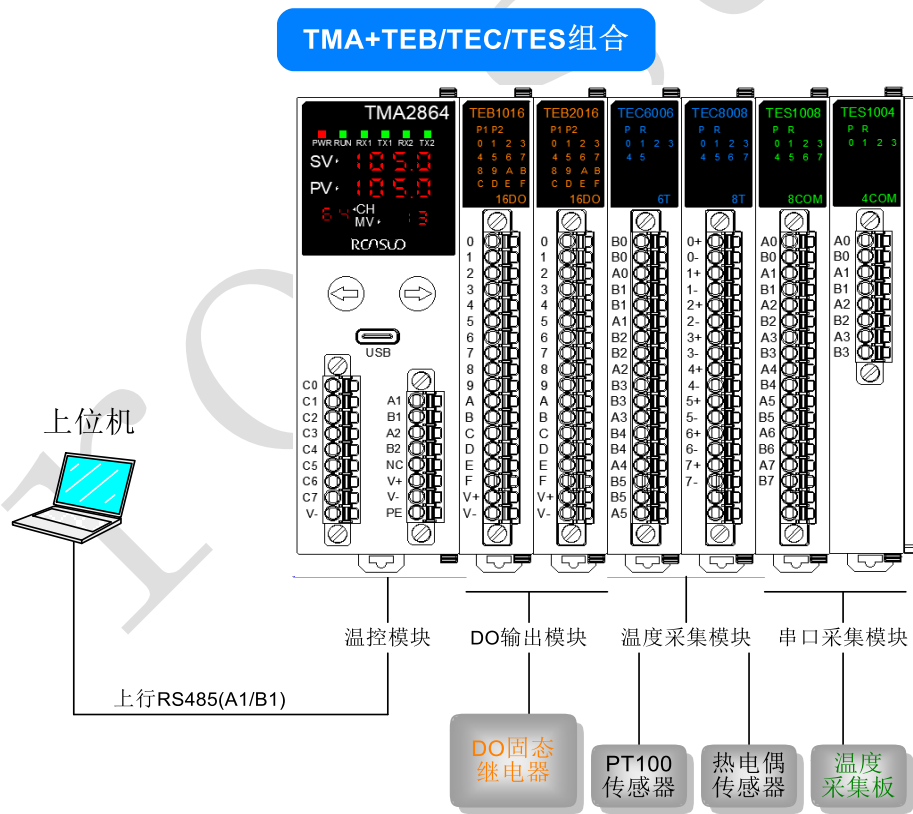 TMA+TEB/TEC/TES组合
TMA2864
PWR RUN RX1 TX1 RX2 TX2
SV
105.0
PV
105.0
64
CH
MV
13
USB
C0
C1
C2
C3
C4
C5
C6
C7
V-
A1
B1
A2
B2
NC
V+
V-
PE
TEB1016
P1 P2
0 1 2 3
4 5 6 7
8 9 A B
C D E F
16DO
0
1
2
3
4
5
6
7
8
9
A
B
C
D
E
F
V+
V-
TEB2016
P1 P2
0 1 2 3
4 5 6 7
8 9 A B
C D E F
16DO
0
1
2
3
4
5
6
7
8
9
A
B
C
D
E
F
V+
V-
TEC6006
P R
0 1 2 3
4 5
6T
B0
B0
A0
B1
B1
A1
B2
B2
A2
B3
B3
A3
B4
B4
A4
B5
B5
A5
TEC8008
P R
0 1 2 3
4 5 6 7
8T
0+
0-
1+
1-
2+
2-
3+
3-
4+
4-
5+
5-
6+
6-
7+
7-
TES1008
P R
0 1 2 3
4 5 6 7
8COM
A0
B0
A1
B1
A2
B2
A3
B3
A4
B4
A5
B5
A6
B6
A7
B7
TES1004
P R
0 1 2 3
4COM
A0
B0
A1
B1
A2
B2
A3
B3
上位机
温控模块
DO输出模块
温度采集模块
串口采集模块
上行RS485(A1/B1)
DO固态
继电器
PT100
传感器
热电偶
传感器
温度
采集板